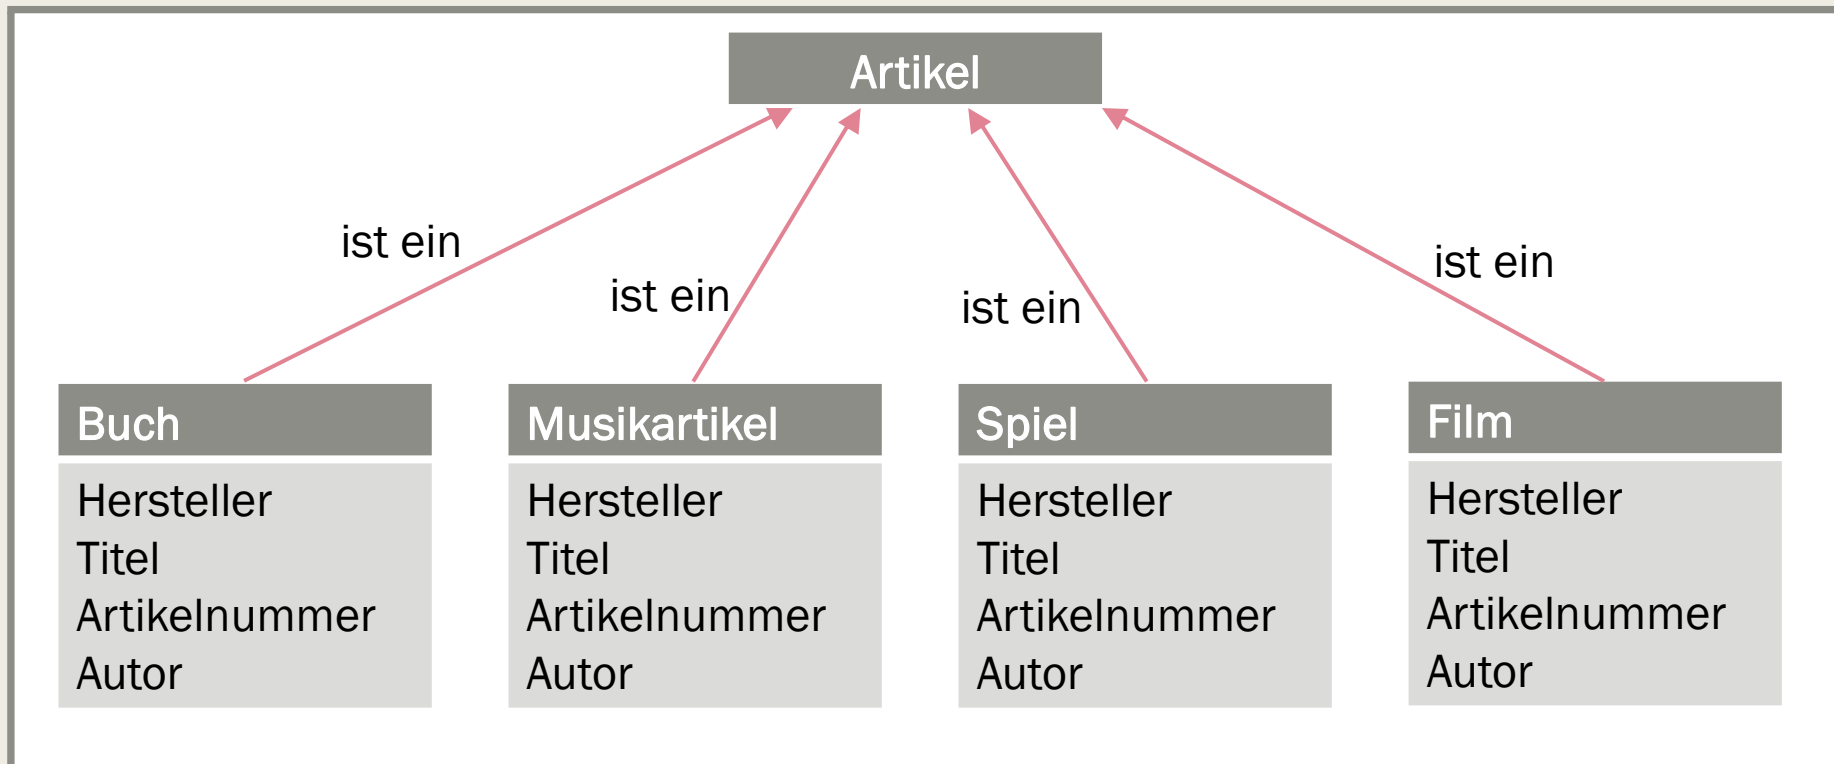 Artikel
ist ein
ist ein
ist ein
ist ein
Buch
Hersteller
Titel
Artikelnummer
Autor
Musikartikel
Hersteller
Titel
Artikelnummer
Autor
Spiel
Hersteller
Titel
Artikelnummer
Autor
Film
Hersteller
Titel
Artikelnummer
Autor